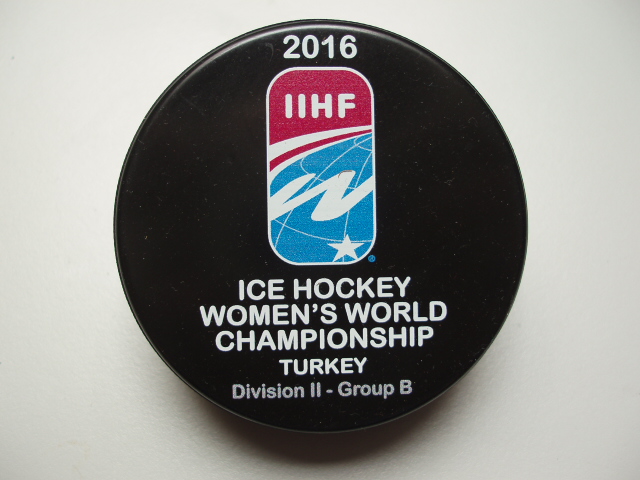 2016
IIHF
ICE HOCKEY
WOMEN'S WORLD
CHAMPIONSHIP
TURKEY
Division II - Group B